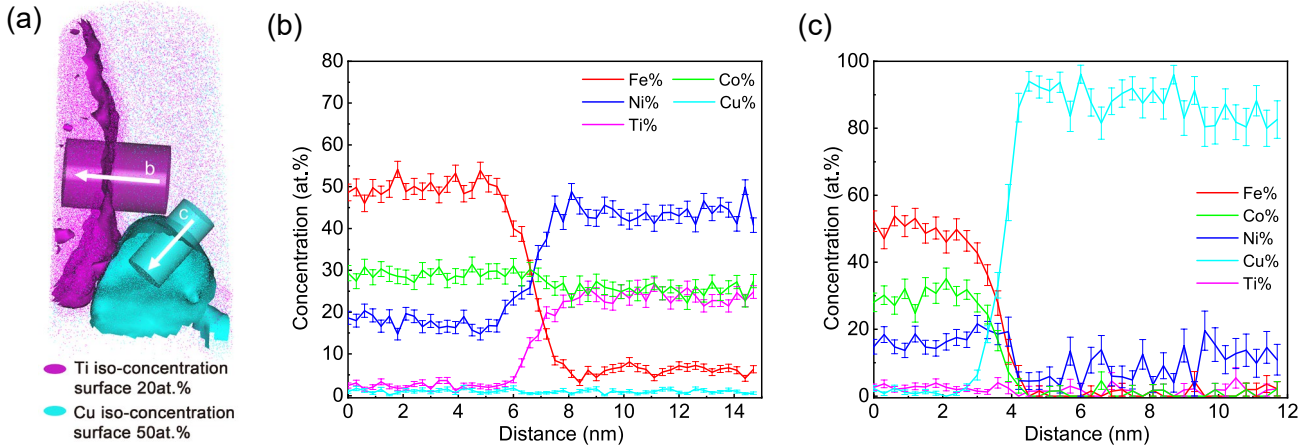 (a)
b
c
Ti iso-concentration
surface 20at.%
Cu iso-concentration
surface 50at.%
(b)
Concentration (at.%)
80
70
60
50
40
30
20
10
0
Fe% Co%
Ni% Cu%
Ti%
0 2 4 6 8 10 12 14
Distance (nm)
(c)
Concentration (at.%)
100
80
60
40
20
0
Fe%
Co%
Ni%
Cu%
Ti%
0 2 4 6 8 10 12
Distance (nm)